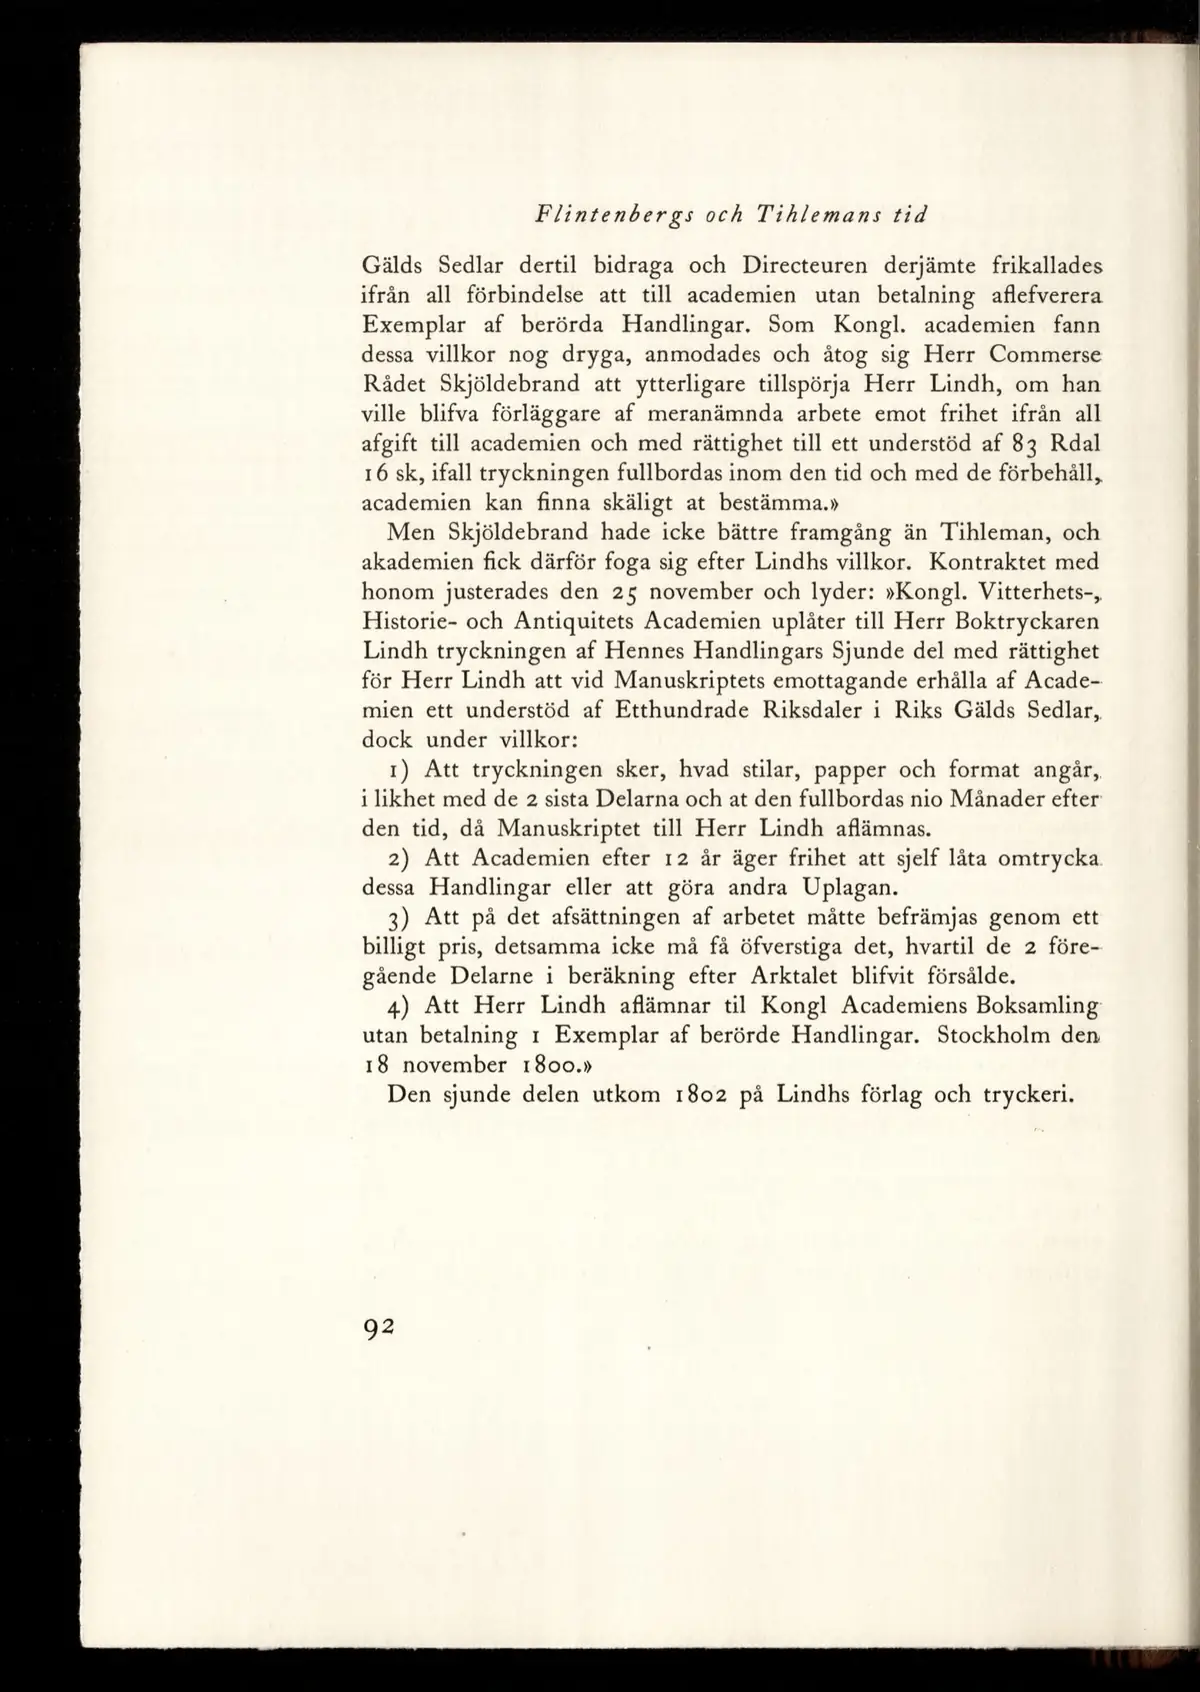 Flintenbergs och Tihlemans tid
Gälds Sedlar dertil bidraga och Directeuren derjämte frikallades
ifrån all förbindelse att till academien utan betalning aflefverera
Exemplar af berörda Handlingar. Som Kongl. academien fann
dessa villkor nog dryga, anmodades och åtog sig Herr Commerse
Rådet Skjöldebrand att ytterligare tillspörja Herr Lindh, om han
ville blifva förläggare af meranämnda arbete emot frihet ifrån all
afgift till academien och med rättighet till ett understöd af 83 Rdal
16 sk, ifall tryckningen fullbordas inom den tid och med de förbehåll,
academien kan finna skäligt at bestämma.»
Men Skjöldebrand hade icke bättre framgång än Tihleman, och
akademien fick därför foga sig efter Lindhs villkor. Kontraktet med
honom justerades den 25 november och lyder: »Kongl. Vitterhets-,
Historie- och Antiquitets Academien uplåter till Herr Boktryckaren
Lindh tryckningen af Hennes Handlingars Sjunde del med rättighet
för Herr Lindh att vid Manuskriptets emottagande erhålla af Acade-
mien ett understöd af Etthundrade Riksdaler i Riks Gälds Sedlar,
dock under villkor:
1) Att tryckningen sker, hvad stilar, papper och format angår,
i likhet med de 2 sista Delarna och at den fullbordas nio Månader efter
den tid, då Manuskriptet till Herr Lindh aflämnas.
2) Att Academien efter 12 år äger frihet att sjelf låta omtrycka
dessa Handlingar eller att göra andra Uplagan.
3) Att på det afsättningen af arbetet måtte befrämjas genom ett
billigt pris, detsamma icke må få öfverstiga det, hvartil de 2 före-
gående Delarne i beräkning efter Arktalet blifvit försålde.
4) Att Herr Lindh aflämnar til Kongl Academiens Boksamling
utan betalning 1 Exemplar af berörde Handlingar. Stockholm den
18 november 1800.»
Den sjunde delen utkom 1802 på Lindhs förlag och tryckeri.
92